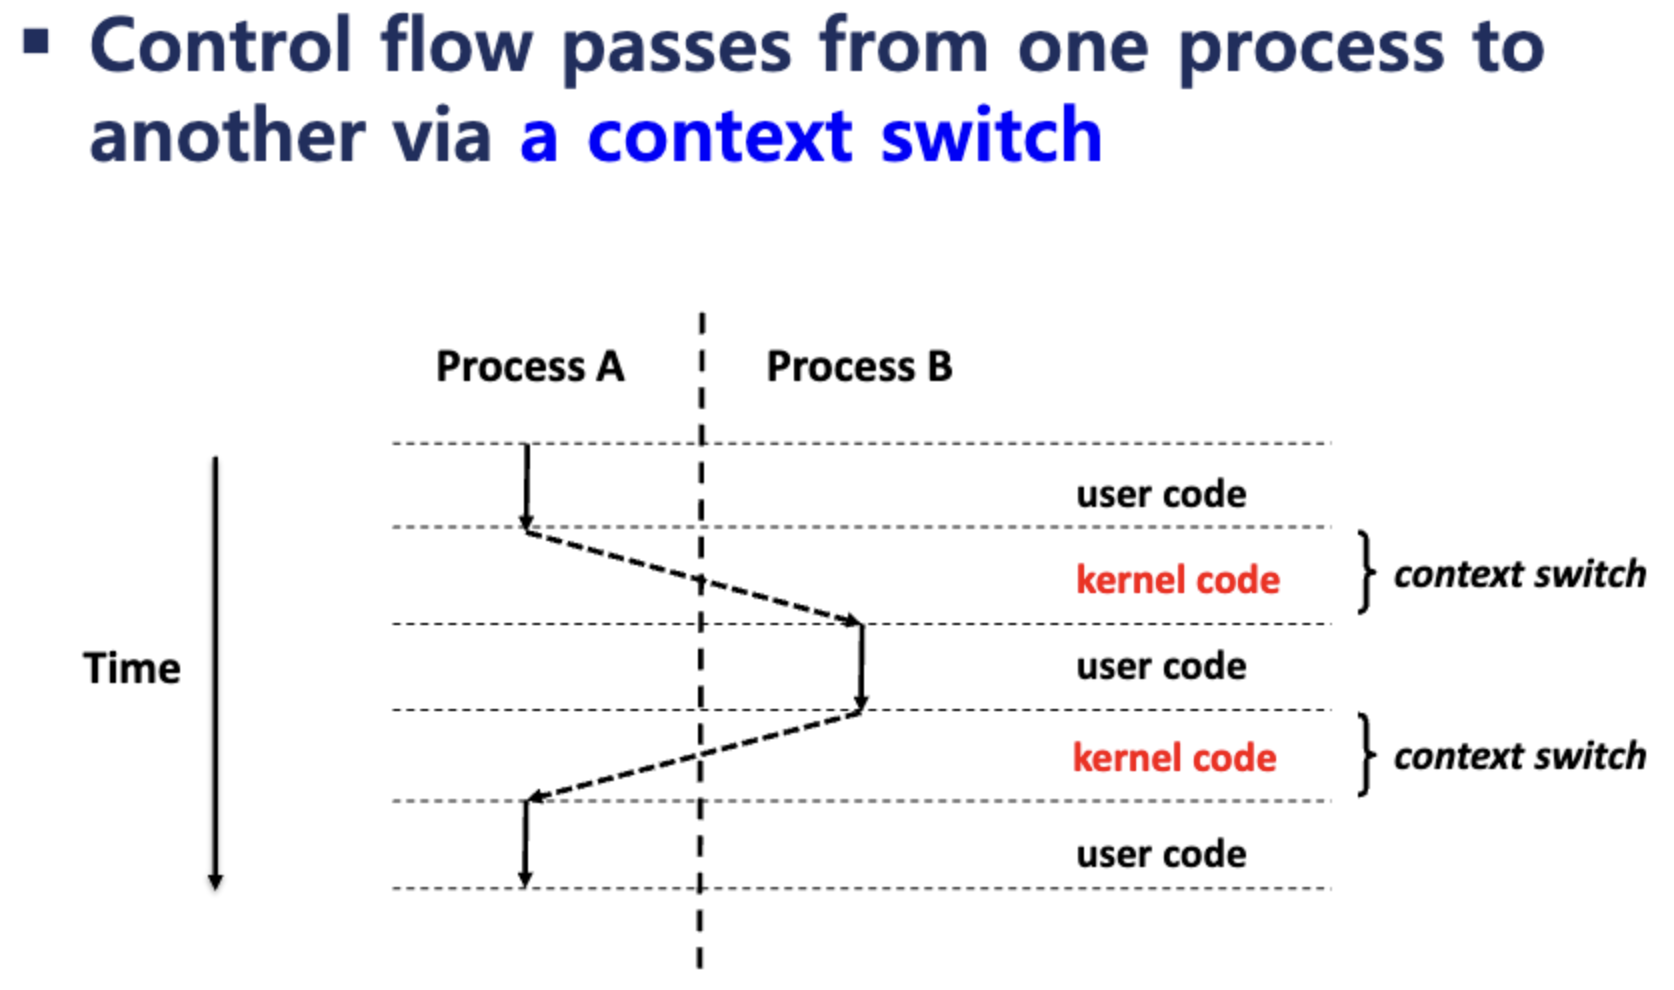 ▪ Control flow passes from one process to
another via a context switch
Process A
Process B
user code
kernel code
context switch
Time
user code
kernel code
context switch
user code